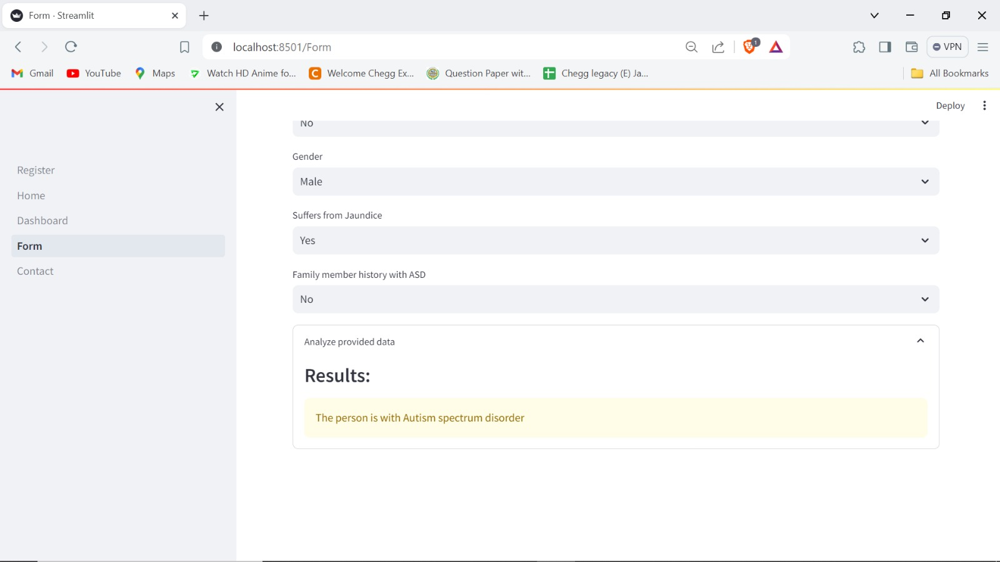 Form · Streamlit
localhost:8501/Form
1
VPN
Gmail
YouTube
Maps
Watch HD Anime fo...
Welcome Chegg Ex...
Question Paper wit...
Chegg legacy (E) Ja...
All Bookmarks
Deploy
Register
Home
Dashboard
Form
Contact
No
Gender
Male
Suffers from Jaundice
Yes
Family member history with ASD
No
Analyze provided data
Results:
The person is with Autism spectrum disorder